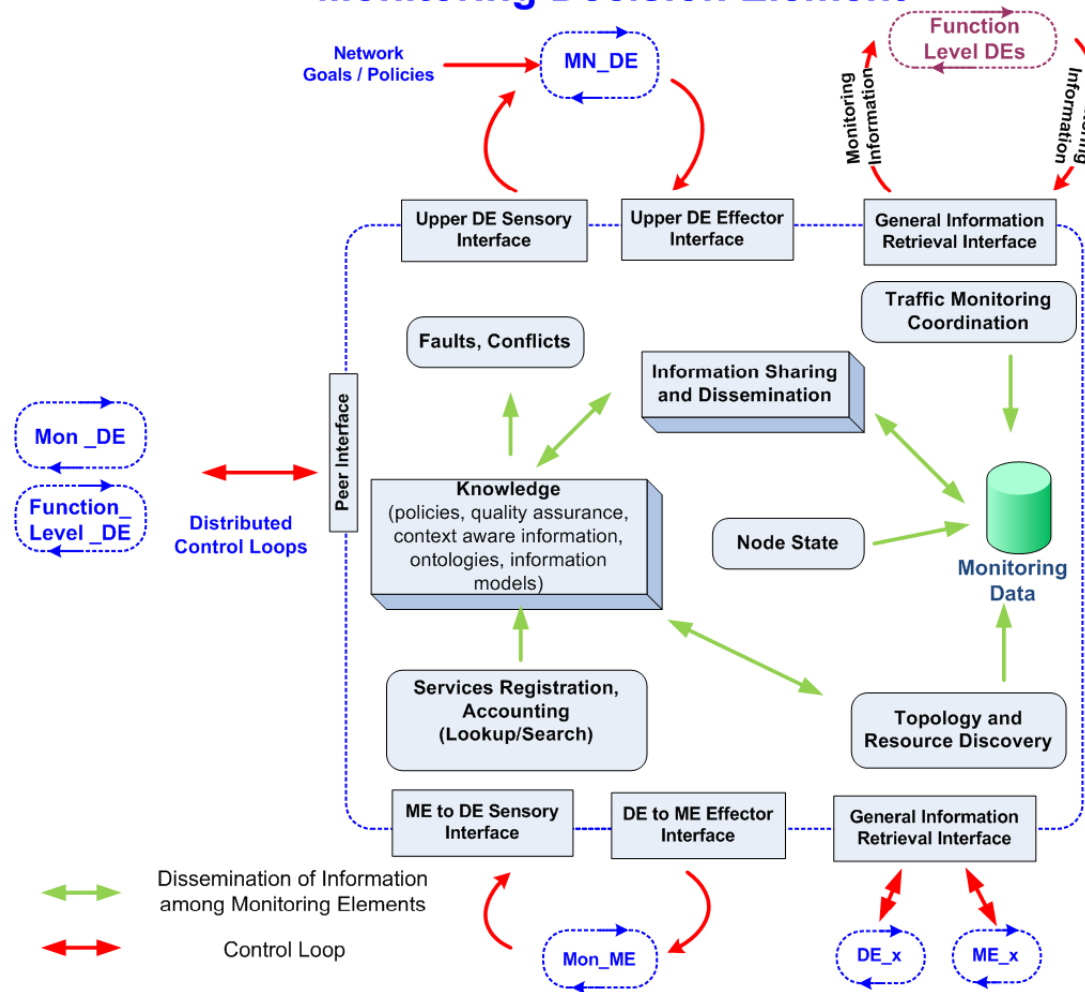 Monitoring Decision Element
Network
Goals / Policies
MN_DE
Function
Level DEs
Monitoring
Information
Information
Upper DE Sensory
Interface
Upper DE Effector
Interface
General Information
Retrieval Interface
Traffic Monitoring
Coordination
Faults, Conflicts
Information Sharing
and Dissemination
Peer Interface
Mon _DE
Function_
Level _DE
Distributed
Control Loops
Knowledge
(policies, quality assurance,
context aware information,
ontologies, information
models)
Node State
Monitoring
Data
Services Registration,
Accounting
(Lookup/Search)
Topology and
Resource Discovery
ME to DE Sensory
Interface
DE to ME Effector
Interface
General Information
Retrieval Interface
Dissemination of Information
among Monitoring Elements
Control Loop
Mon_ME
DE_x
ME_x